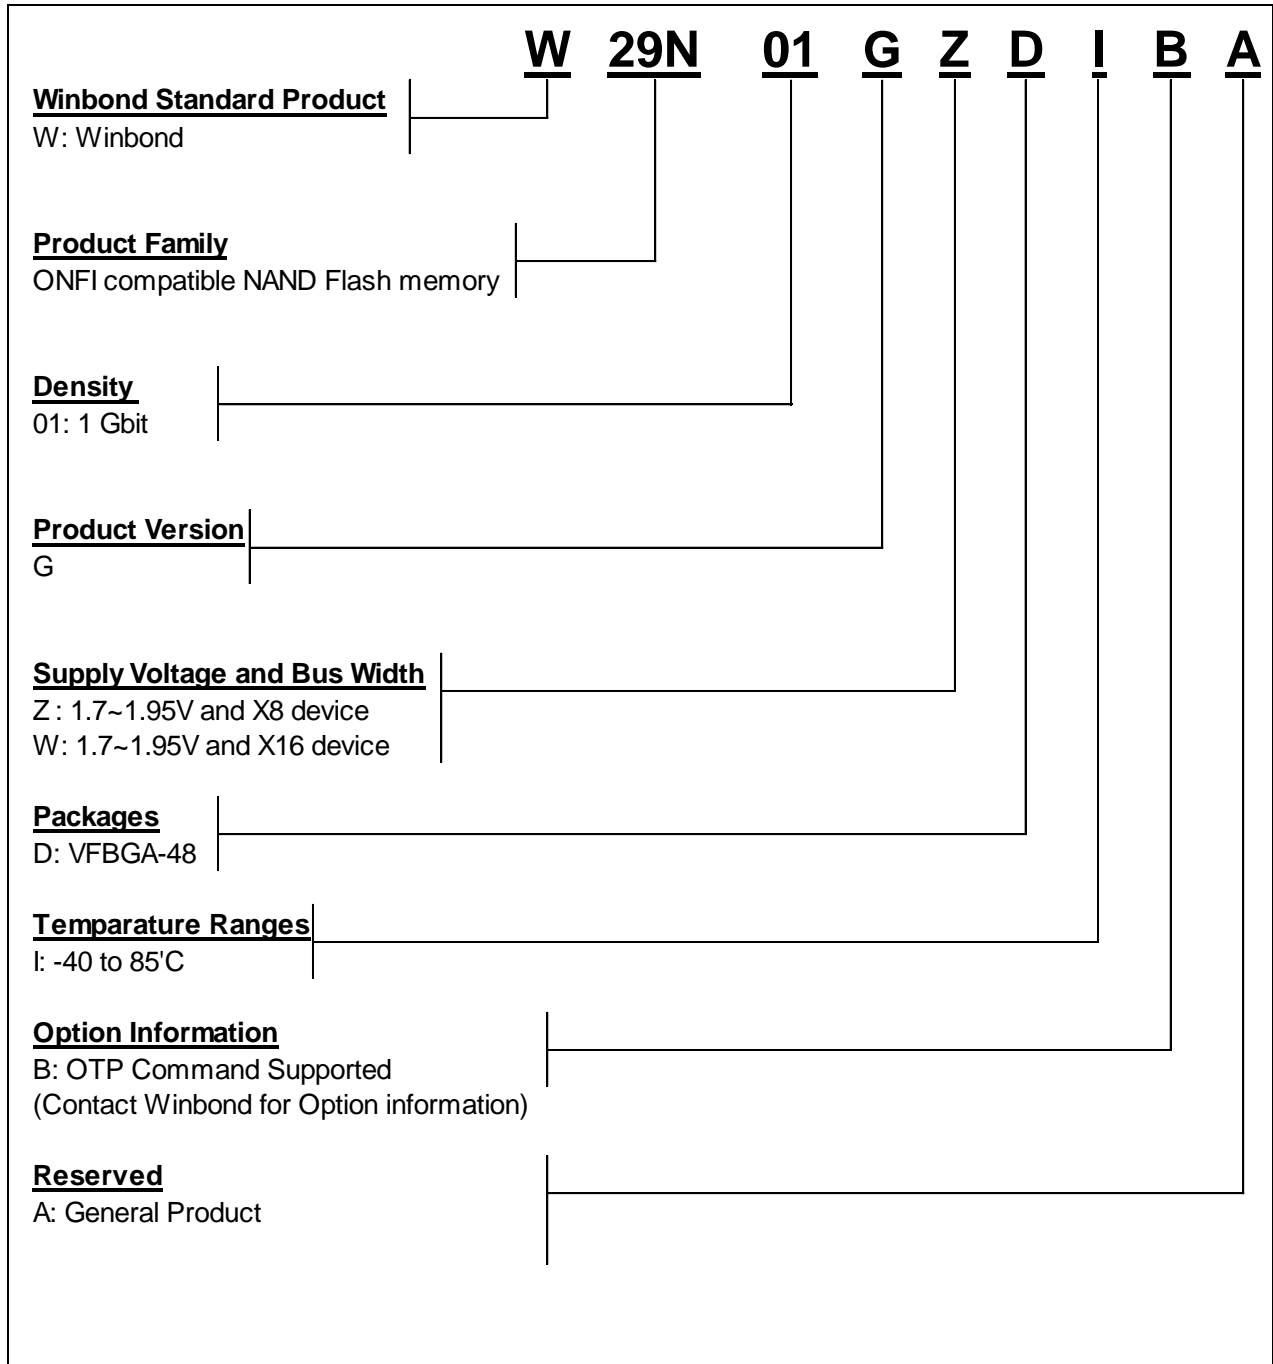 W 29N 01 G Z D I B A
Winbond Standard Product
W: Winbond
Product Family
ONFI compatible NAND Flash memory
Density
01: 1 Gbit
Product Version
G
Supply Voltage and Bus Width
Z : 1.7~1.95V and X8 device
W: 1.7~1.95V and X16 device
Packages
D: VFBGA-48
Temparature Ranges
I: -40 to 85'C
Option Information
B: OTP Command Supported
(Contact Winbond for Option information)
Reserved
A: General Product